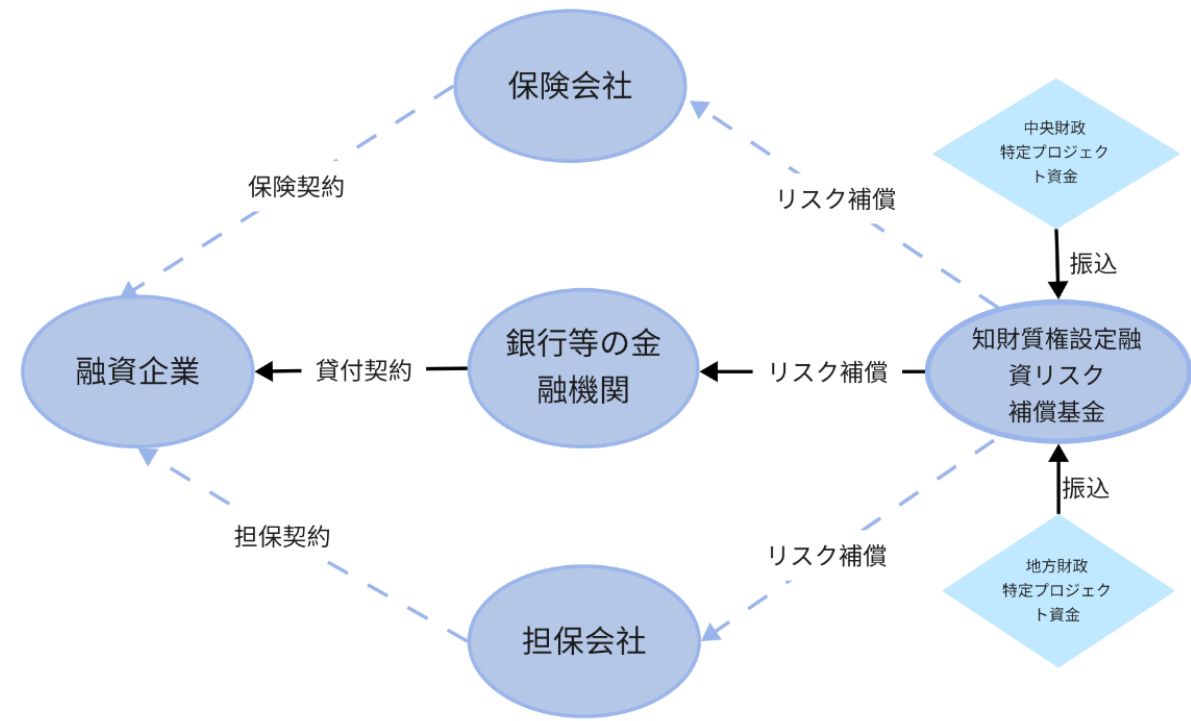 保険会社
中央財政
特定プロジェク
ト資金
保険契約
リスク補償
振込
融資企業
貸付契約
銀行等の金
融機関
リスク補償
知財質権設定融
資リスク
補償基金
振込
担保契約
リスク補償
地方財政
特定プロジェク
ト資金
担保会社